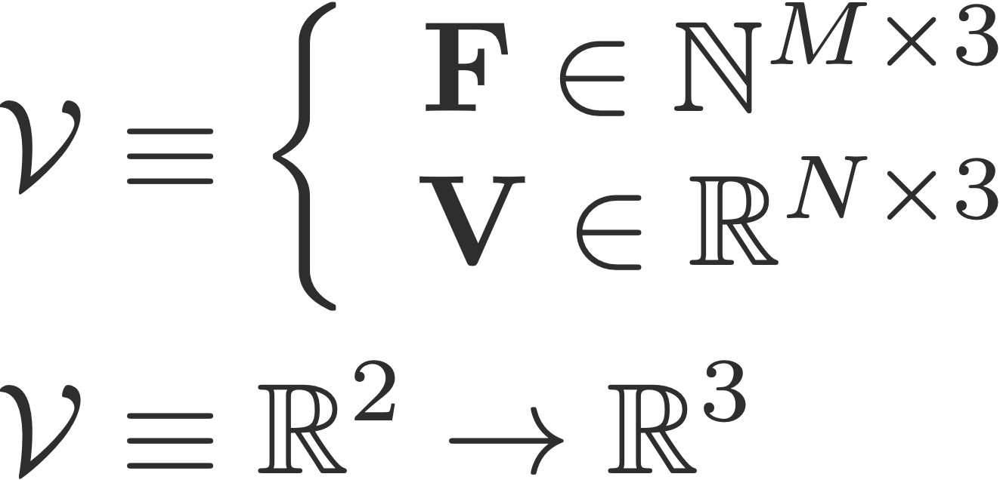 𝒱 ≡ { 𝐅 ∈ ℕ^{M×3}
𝐕 ∈ ℝ^{N×3}
𝒱 ≡ ℝ² → ℝ³